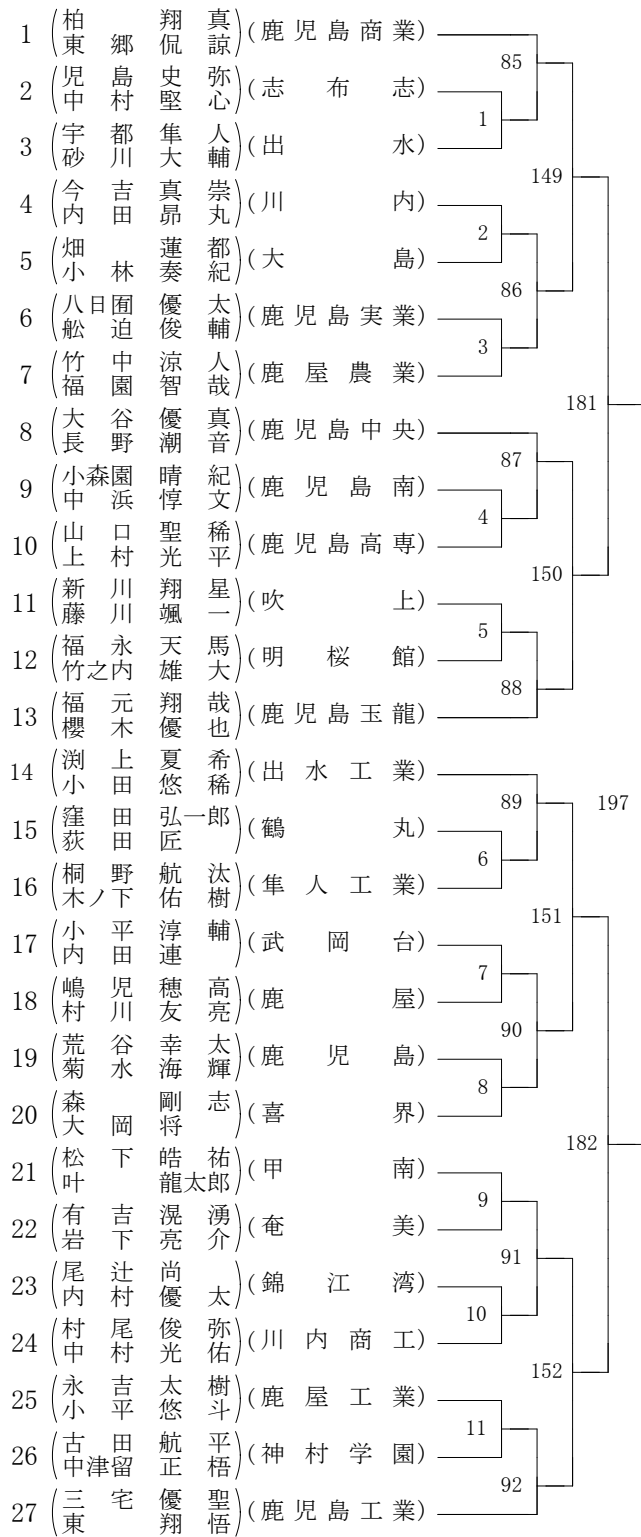 1 (柏 翔真 東郷侃諒) (鹿児島商業)
2 (児島史弥 中村堅心) (志布志)
3 (宇都隼人 砂川大輔) (出水)
4 (今吉真崇 内田昴丸) (川内)
5 (畑 蓮都 小林奏紀) (大島)
6 (八日囿優太 舩迫俊輔) (鹿児島実業)
7 (竹中涼人 福園智哉) (鹿屋農業)
8 (大谷優真 長野潮音) (鹿児島中央)
9 (小森園晴紀 中浜惇文) (鹿児島南)
10 (山口聖稀 上村光平) (鹿児島高専)
11 (新川翔星 藤川颯一) (吹上)
12 (福永天馬 竹之内雄大) (明桜館)
13 (福元翔哉 櫻木優也) (鹿児島玉龍)
14 (渕上夏希 小田悠稀) (出水工業)
15 (窪田弘一郎 荻田匠) (鶴丸)
16 (桐野航汰 木ノ下佑樹) (隼人工業)
17 (小平淳輔 内田連) (武岡台)
18 (嶋児穂高 村川友亮) (鹿屋)
19 (荒谷幸太 菊水海輝) (鹿児島)
20 (森 剛志 大岡将) (喜界)
21 (松下皓祐 叶 龍太郎) (甲南)
22 (有吉滉湧 岩下亮介) (奄美)
23 (尾辻尚 内村優太) (錦江湾)
24 (村尾俊弥 中村光佑) (川内商工)
25 (永吉太樹 小平悠斗) (鹿屋工業)
26 (古田航平 中津留正悟) (神村学園)
27 (三宅優聖 東 翔悟) (鹿児島工業)
85
1
149
2
86
3
181
87
4
150
5
88
89
197
6
151
7
90
8
182
9
91
10
152
11
92